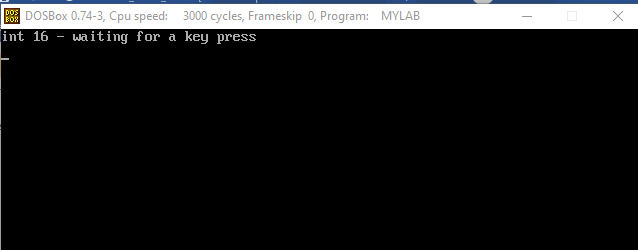 DOSBox 0.74-3, Cpu speed: 3000 cycles, Frameskip 0, Program: MYLAB
int 16 - waiting for a key press